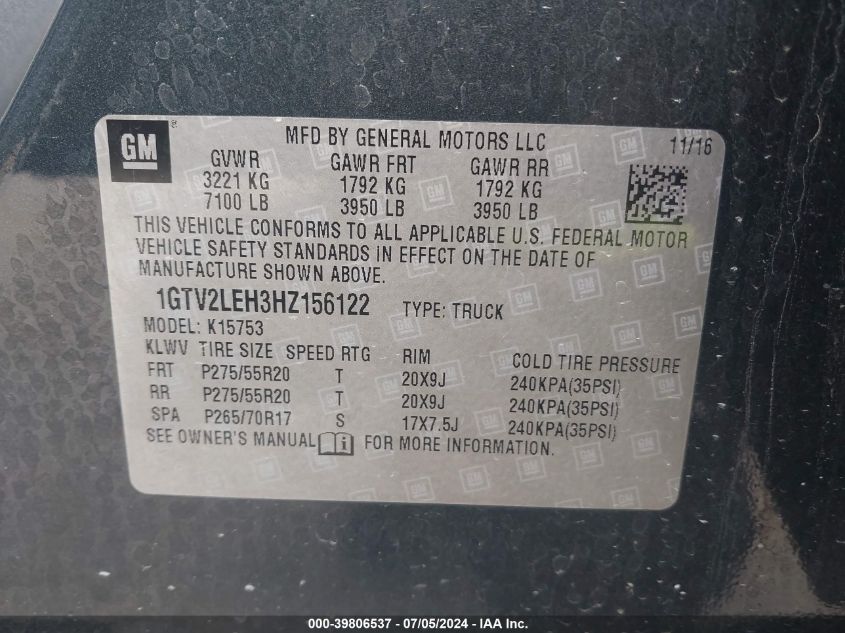 GM ®
MFD BY GENERAL MOTORS LLC 11/16
GVWR GAWR FRT GAWR RR
3221 KG 1792 KG 1792 KG
7100 LB 3950 LB 3950 LB
THIS VEHICLE CONFORMS TO ALL APPLICABLE U.S. FEDERAL MOTOR
VEHICLE SAFETY STANDARDS IN EFFECT ON THE DATE OF
MANUFACTURE SHOWN ABOVE.
1GTV2LEH3HZ156122 TYPE: TRUCK
MODEL: K15753
KLWV TIRE SIZE SPEED RTG RIM COLD TIRE PRESSURE
FRT P275/55R20 T 20X9J 240KPA(35PSI)
RR P275/55R20 T 20X9J 240KPA(35PSI)
SPA P265/70R17 S 17X7.5J 240KPA(35PSI)
SEE OWNER'S MANUAL FOR MORE INFORMATION.
000-39806537 - 07/05/2024 - IAA Inc.